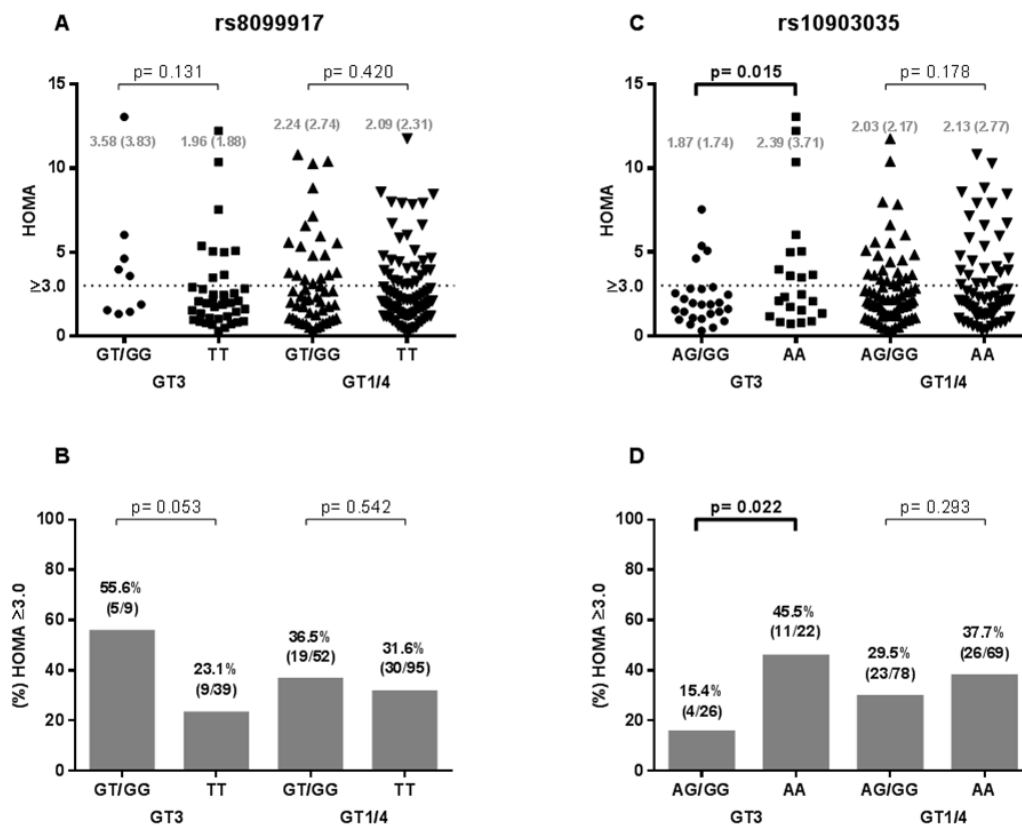 A
rs8099917
p= 0.131
p= 0.420
15
3.58 (3.83)
1.96 (1.88)
2.24 (2.74)
2.09 (2.31)
10
HOMA
5
≥3.0
0
GT/GG
TT
GT/GG
TT
GT3
GT1/4
C
rs10903035
p= 0.015
p= 0.178
15
1.87 (1.74)
2.39 (3.71)
2.03 (2.17)
2.13 (2.77)
10
HOMA
5
≥3.0
0
AG/GG
AA
AG/GG
AA
GT3
GT1/4
B
p= 0.053
p= 0.542
100
80
60
40
20
0
(%) HOMA ≥3.0
55.6%
(5/9)
23.1%
(9/39)
36.5%
(19/52)
31.6%
(30/95)
GT/GG
TT
GT/GG
TT
GT3
GT1/4
D
p= 0.022
p= 0.293
100
80
60
40
20
0
(%) HOMA ≥3.0
15.4%
(4/26)
45.5%
(11/22)
29.5%
(23/78)
37.7%
(26/69)
AG/GG
AA
AG/GG
AA
GT3
GT1/4